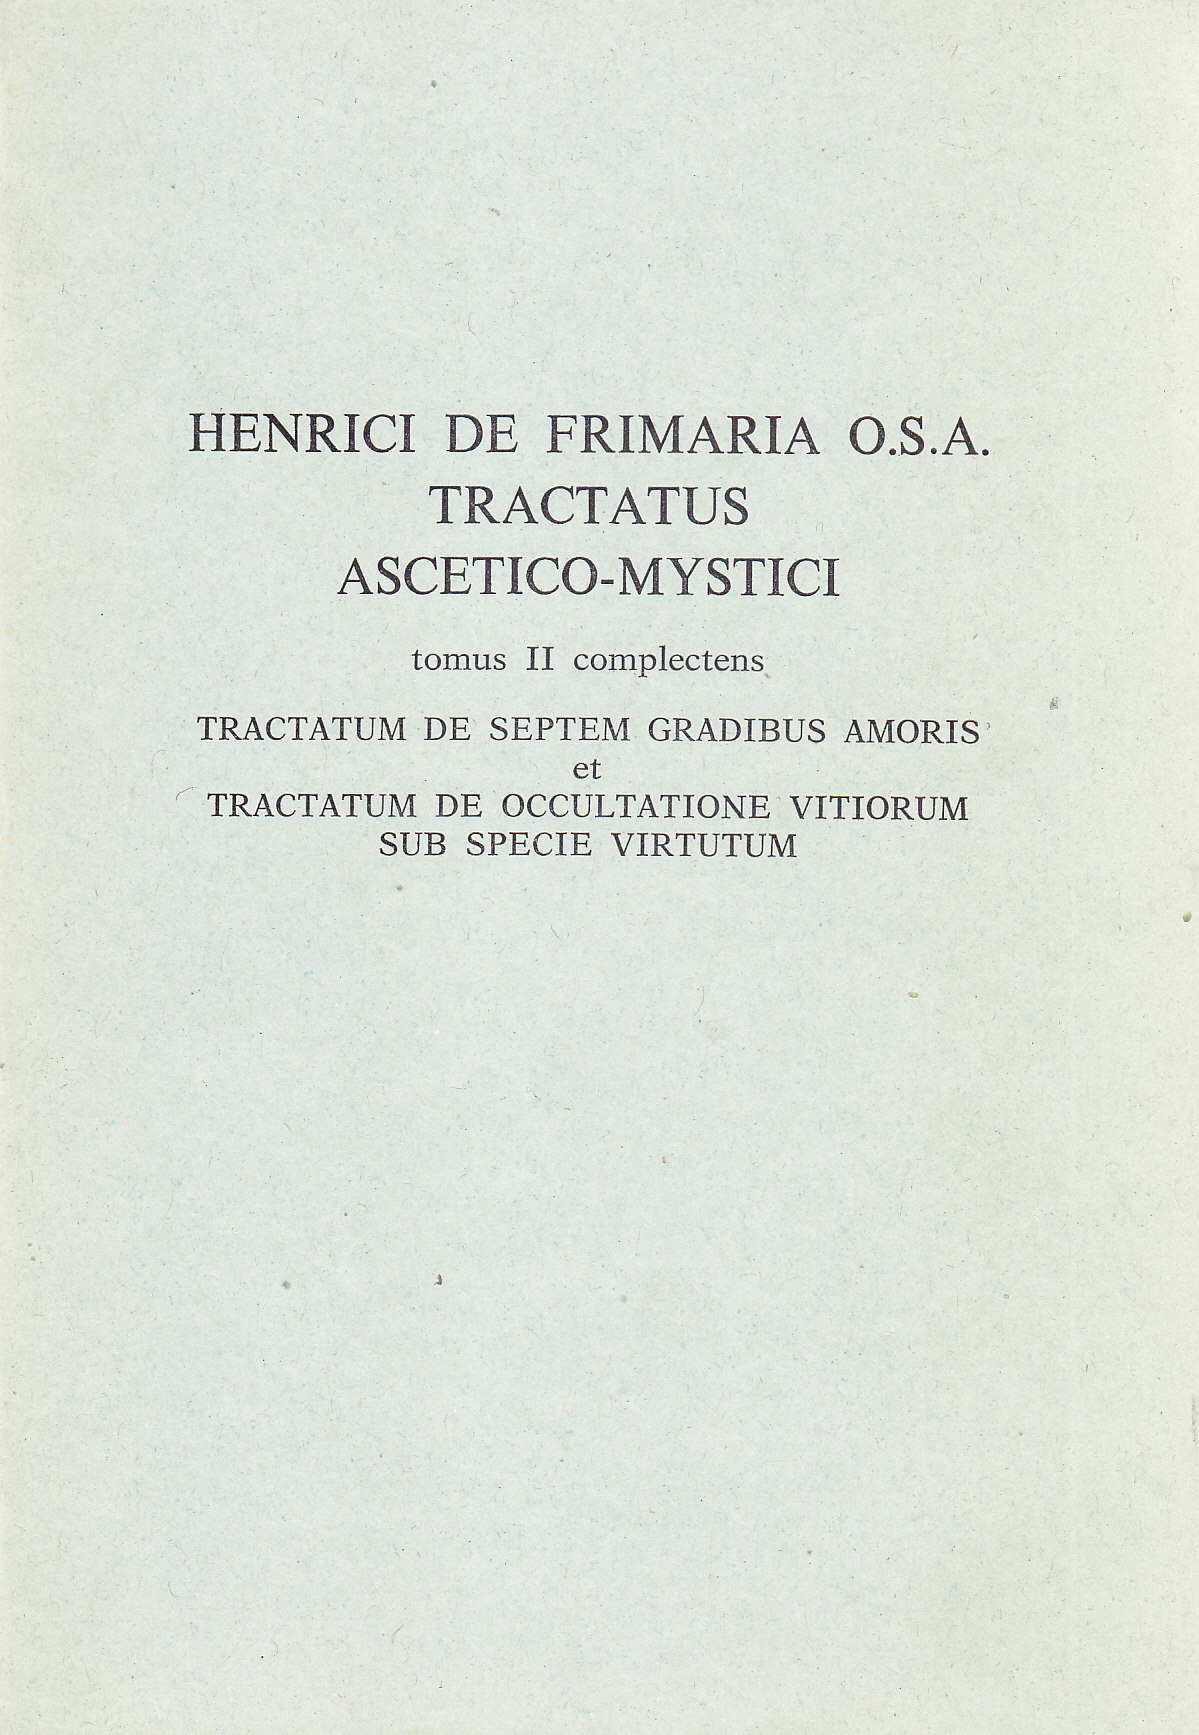 HENRICI DE FRIMARIA O.S.A.
TRACTATUS
ASCETICO-MYSTICI
tomus II complectens
TRACTATUM DE SEPTEM GRADIBUS AMORIS
et
TRACTATUM DE OCCULTATIONE VITIORUM
SUB SPECIE VIRTUTUM